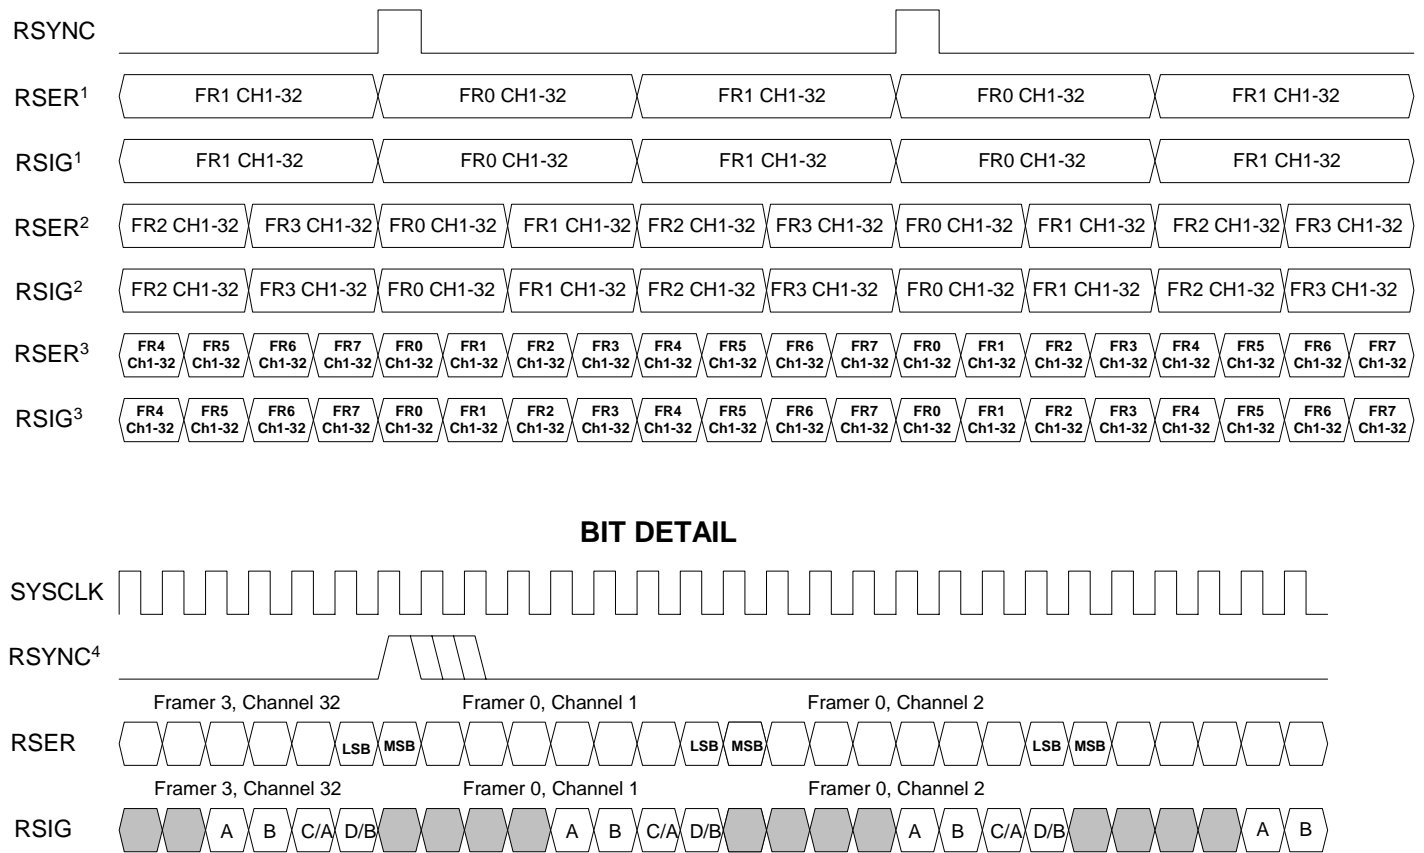 RSYNC
RSER1 FR1 CH1-32 FR0 CH1-32 FR1 CH1-32 FR0 CH1-32 FR1 CH1-32
RSIG1 FR1 CH1-32 FR0 CH1-32 FR1 CH1-32 FR0 CH1-32 FR1 CH1-32
RSER2 FR2 CH1-32 FR3 CH1-32 FR0 CH1-32 FR1 CH1-32 FR2 CH1-32 FR3 CH1-32 FR0 CH1-32 FR1 CH1-32 FR2 CH1-32 FR3 CH1-32
RSIG2 FR2 CH1-32 FR3 CH1-32 FR0 CH1-32 FR1 CH1-32 FR2 CH1-32 FR3 CH1-32 FR0 CH1-32 FR1 CH1-32 FR2 CH1-32 FR3 CH1-32
RSER3 FR4 FR5 FR6 FR7 FR0 FR1 FR2 FR3 FR4 FR5 FR6 FR7 FR0 FR1 FR2 FR3 FR4 FR5 FR6 FR7
Ch1-32 Ch1-32 Ch1-32 Ch1-32 Ch1-32 Ch1-32 Ch1-32 Ch1-32 Ch1-32 Ch1-32 Ch1-32 Ch1-32 Ch1-32 Ch1-32 Ch1-32 Ch1-32 Ch1-32 Ch1-32 Ch1-32 Ch1-32
RSIG3 FR4 FR5 FR6 FR7 FR0 FR1 FR2 FR3 FR4 FR5 FR6 FR7 FR0 FR1 FR2 FR3 FR4 FR5 FR6 FR7
Ch1-32 Ch1-32 Ch1-32 Ch1-32 Ch1-32 Ch1-32 Ch1-32 Ch1-32 Ch1-32 Ch1-32 Ch1-32 Ch1-32 Ch1-32 Ch1-32 Ch1-32 Ch1-32 Ch1-32 Ch1-32 Ch1-32 Ch1-32
BIT DETAIL
SYSCLK
RSYNC4
Framer 3, Channel 32 Framer 0, Channel 1 Framer 0, Channel 2
RSER LSB MSB LSB MSB LSB MSB
Framer 3, Channel 32 Framer 0, Channel 1 Framer 0, Channel 2
RSIG A B C/A D/B A B C/A D/B A B C/A D/B A B